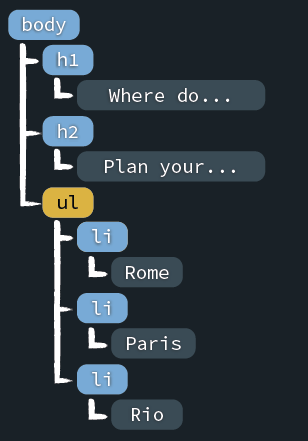 body
h1
Where do...
h2
Plan your...
ul
li
Rome
li
Paris
li
Rio